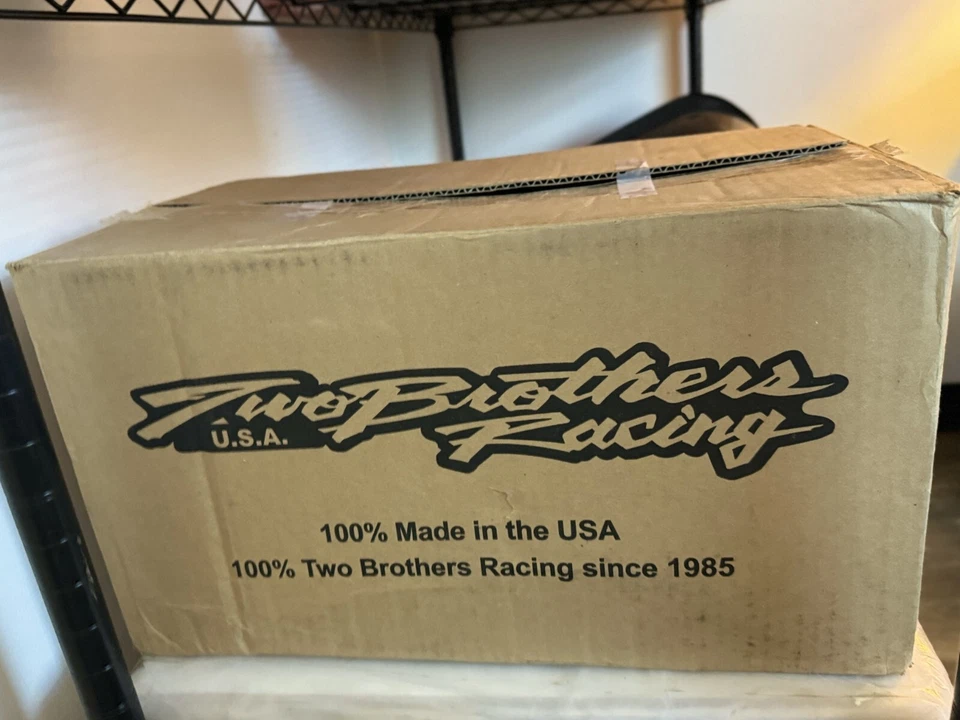 Two Brothers
Racing
U.S.A.
100% Made in the USA
100% Two Brothers Racing since 1985